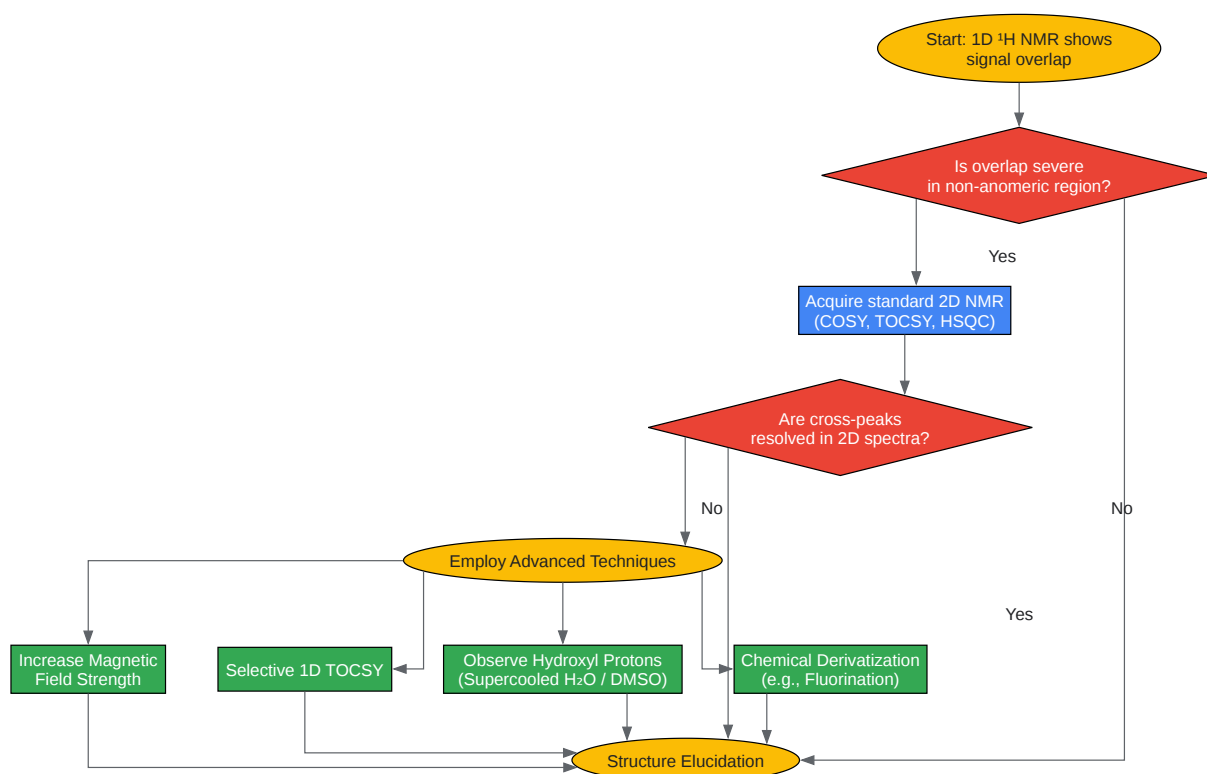 Start: 1D ¹H NMR shows
signal overlap
Is overlap severe
in non-anomeric region?
Yes
Acquire standard 2D NMR
(COSY, TOCSY, HSQC)
Are cross-peaks
resolved in 2D spectra?
No
No
Employ Advanced Techniques
Yes
Increase Magnetic
Field Strength
Selective 1D TOCSY
Observe Hydroxyl Protons
(Supercooled H₂O / DMSO)
Chemical Derivatization
(e.g., Fluorination)
Structure Elucidation